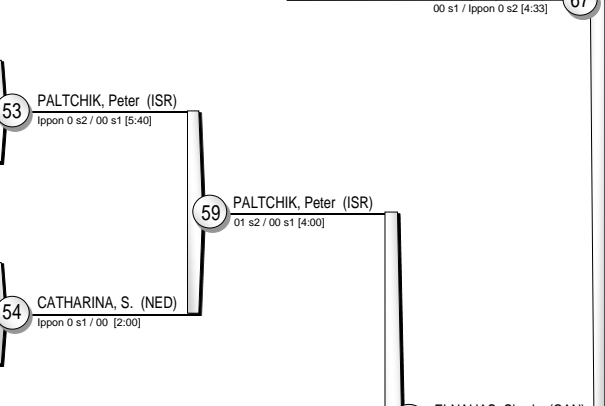 67
00 s1 / Ippon 0 s2 [4:33]
53
PALTCHIK, Peter (ISR)
Ippon 0 s2 / 00 s1 [5:40]
59
PALTCHIK, Peter (ISR)
01 s2 / 00 s1 [4:00]
54
CATHARINA, S. (NED)
Ippon 0 s1 / 00 [2:00]